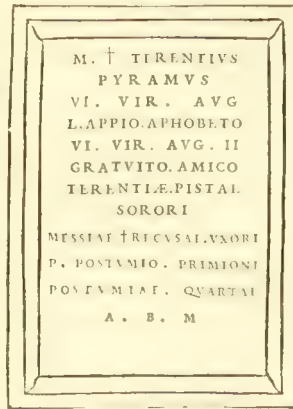 M. † TERENTIVS
PYRAMVS
VI. VIR. AVG
L. APPIO. APHOBETO
VI. VIR. AVG. II
GRATVITO. AMICO
TERENTIÆ. PISTAE
SORORI
MESSIAE †RECVSAE. VXORI
P. POSTVMIO. PRIMIONI
POSTVMIAE. QVARTAE
A. B. M